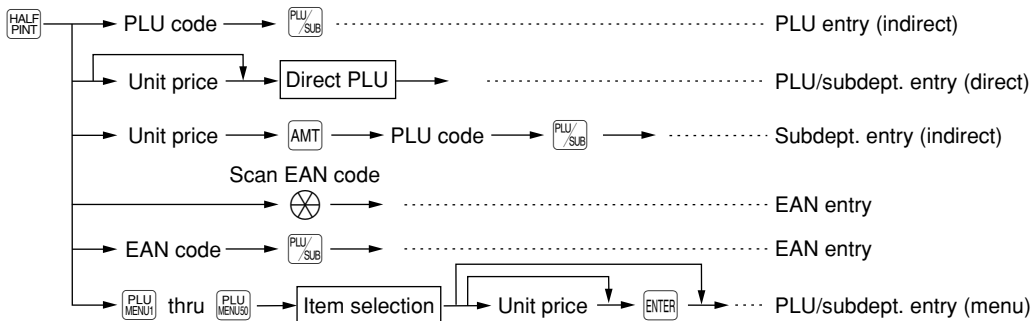 HALF PINT PLU code PLU/SUB PLU entry (indirect)
Unit price Direct PLU PLU/subdept. entry (direct)
Unit price AMT PLU code PLU/SUB Subdept. entry (indirect)
Scan EAN code
EAN entry
EAN code PLU/SUB EAN entry
PLU MENU1 thru PLU MENU50 Item selection Unit price ENTER PLU/subdept. entry (menu)